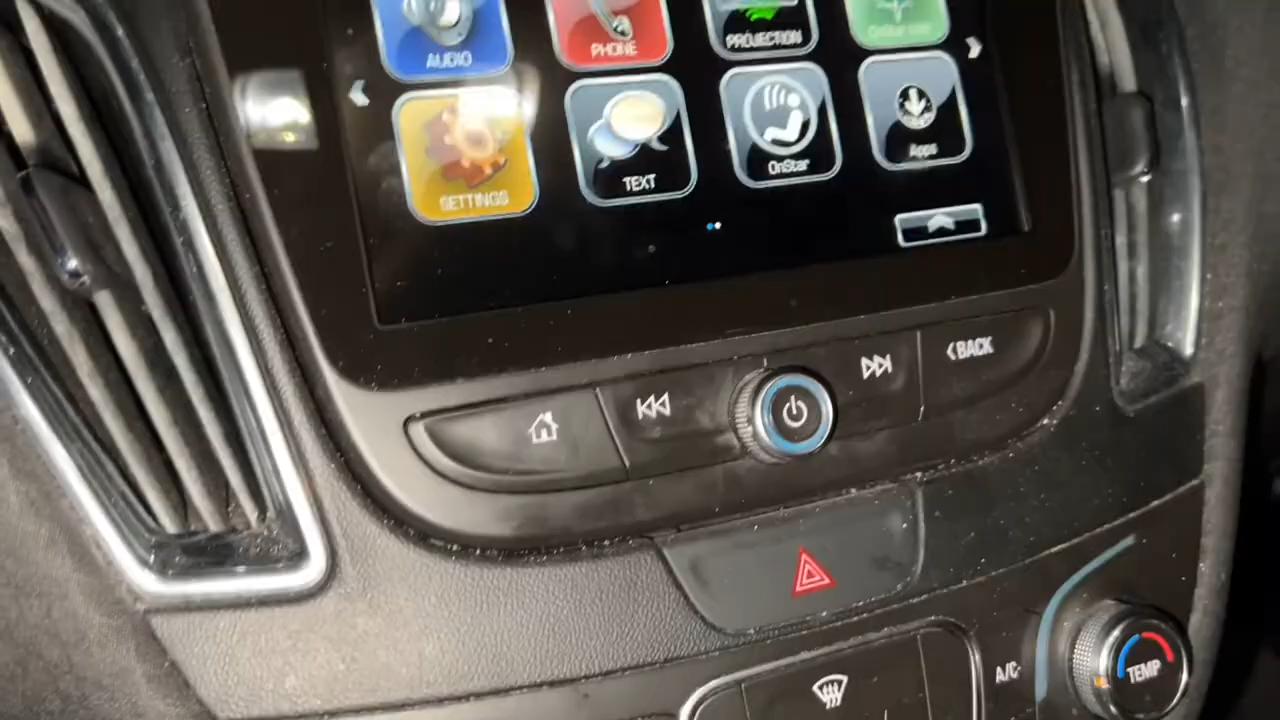 AUDIO
PHONE
PROJECTION
SETTINGS
TEXT
OnStar
Apps
BACK
A/C
TEMP